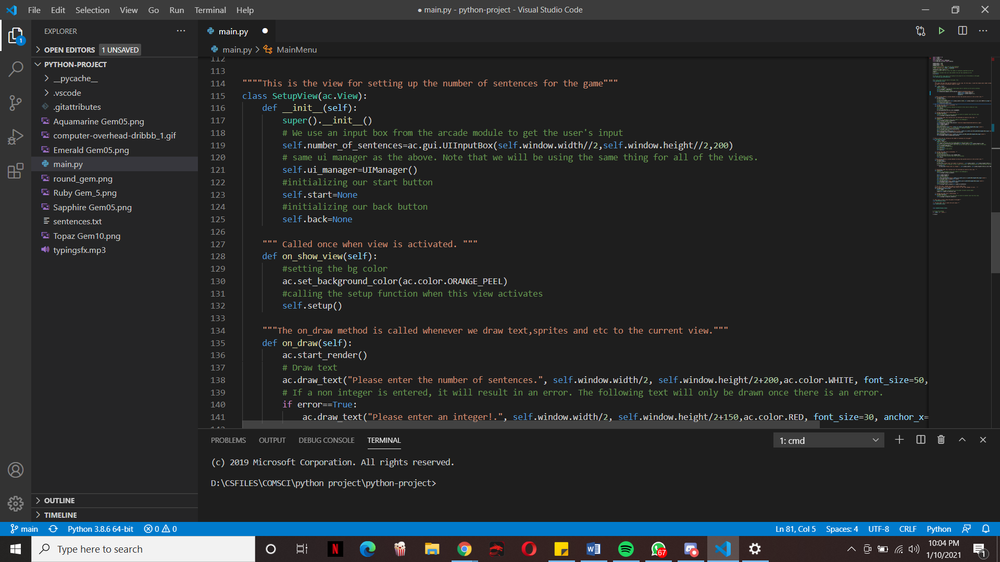 File Edit Selection View Go Run Terminal Help
● main.py - python-project - Visual Studio Code
EXPLORER
1
OPEN EDITORS 1 UNSAVED
PYTHON-PROJECT
__pycache__
.vscode
.gitattributes
Aquamarine Gem05.png
computer-overhead-dribbb_1.gif
Emerald Gem05.png
main.py
round_gem.png
Ruby Gem_5.png
Sapphire Gem05.png
sentences.txt
Topaz Gem10.png
typingsfx.mp3
OUTLINE
TIMELINE
main.py
main.py > MainMenu
112
113
114 """"This is the view for setting up the number of sentences for the game"""
115 class SetupView(ac.View):
116 def __init__(self):
117 super().__init__()
118 # We use an input box from the arcade module to get the user's input
119 self.number_of_sentences=ac.gui.UIInputBox(self.window.width//2,self.window.height//2,200)
120 # same ui manager as the above. Note that we will be using the same thing for all of the views.
121 self.ui_manager=UIManager()
122 #initializing our start button
123 self.start=None
124 #initializing our back button
125 self.back=None
126
127 """ Called once when view is activated. """
128 def on_show_view(self):
129 #setting the bg color
130 ac.set_background_color(ac.color.ORANGE_PEEL)
131 #calling the setup function when this view activates
132 self.setup()
133
134 """The on_draw method is called whenever we draw text,sprites and etc to the current view."""
135 def on_draw(self):
136 ac.start_render()
137 # Draw text
138 ac.draw_text("Please enter the number of sentences.", self.window.width/2, self.window.height/2+200,ac.color.WHITE, font_size=50,
139 # If a non integer is entered, it will result in an error. The following text will only be drawn once there is an error.
140 if error==True:
141 ac.draw_text("Please enter an integer!.", self.window.width/2, self.window.height/2+150,ac.color.RED, font_size=30, anchor_x=
PROBLEMS OUTPUT DEBUG CONSOLE TERMINAL
1: cmd
(c) 2019 Microsoft Corporation. All rights reserved.
D:\CSFILES\COMSCI\python project\python-project>
main Python 3.8.6 64-bit 0 0
Ln 81, Col 5 Spaces: 4 UTF-8 CRLF Python
Type here to search
N
W
67
10:04 PM
1/10/2021
1